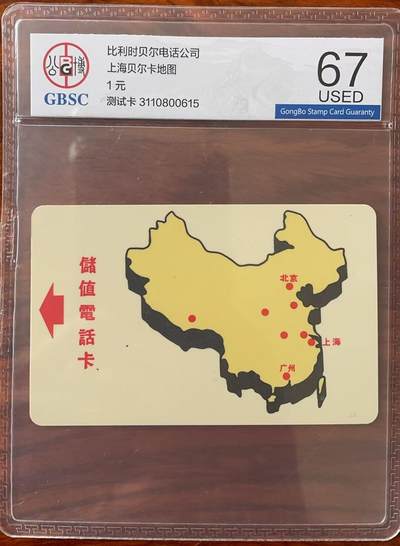 公博
G
GBSC
比利时贝尔电话公司
上海贝尔卡地图
1元
测试卡 3110800615
67
USED
GongBo Stamp Card Guaranty
儲值電話卡
北京
上海
广州